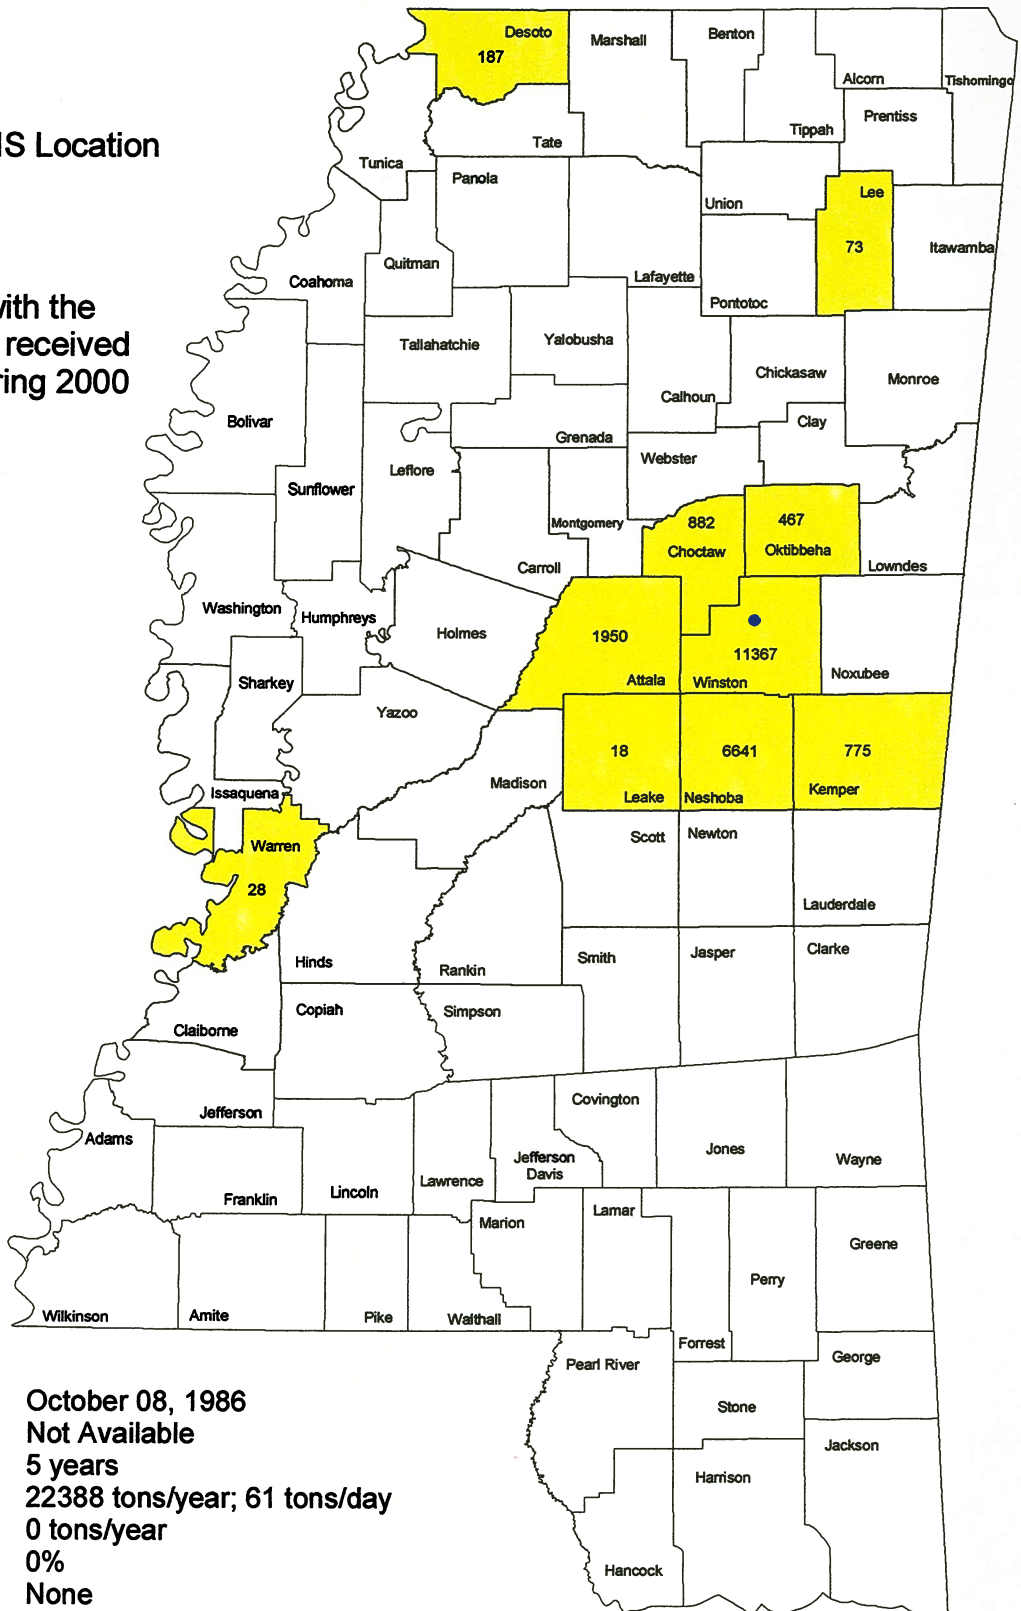 Desoto
187
Marshall
Benton
Alcorn
Tishomingo
Tippah
Prentiss
IS Location
Tate
Tunica
Panola
Union
Lee
73
Itawamba
Quitman
Coahoma
Lafayette
Pontotoc
with the
received
ring 2000
Tallahatchie
Yalobusha
Chickasaw
Monroe
Calhoun
Bolivar
Clay
Grenada
Webster
Leflore
Sunflower
Montgomery
882
Choctaw
467
Oktibbeha
Carroll
Lowndes
Washington
Humphreys
Holmes
1950
Attala
11367
Winston
Noxubee
Sharkey
Yazoo
18
Leake
6641
Neshoba
775
Kemper
Madison
Issaquena
Warren
28
Scott
Newton
Lauderdale
Hinds
Rankin
Smith
Jasper
Clarke
Copiah
Simpson
Claiborne
Jefferson
Covington
Adams
Jefferson
Davis
Jones
Wayne
Franklin
Lincoln
Lawrence
Marion
Lamar
Greene
Perry
Wilkinson
Amite
Pike
Walthall
Forrest
George
Pearl River
Stone
Jackson
Harrison
Hancock
October 08, 1986
Not Available
5 years
22388 tons/year; 61 tons/day
0 tons/year
0%
None